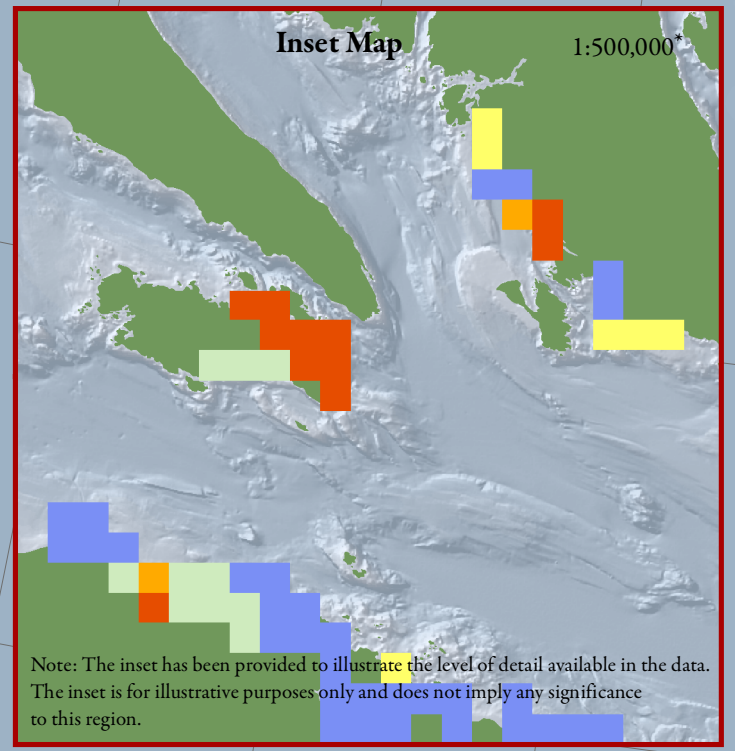 Inset Map
1:500,000*
Note: The inset has been provided to illustrate the level of detail available in the data.
The inset is for illustrative purposes only and does not imply any significance
to this region.